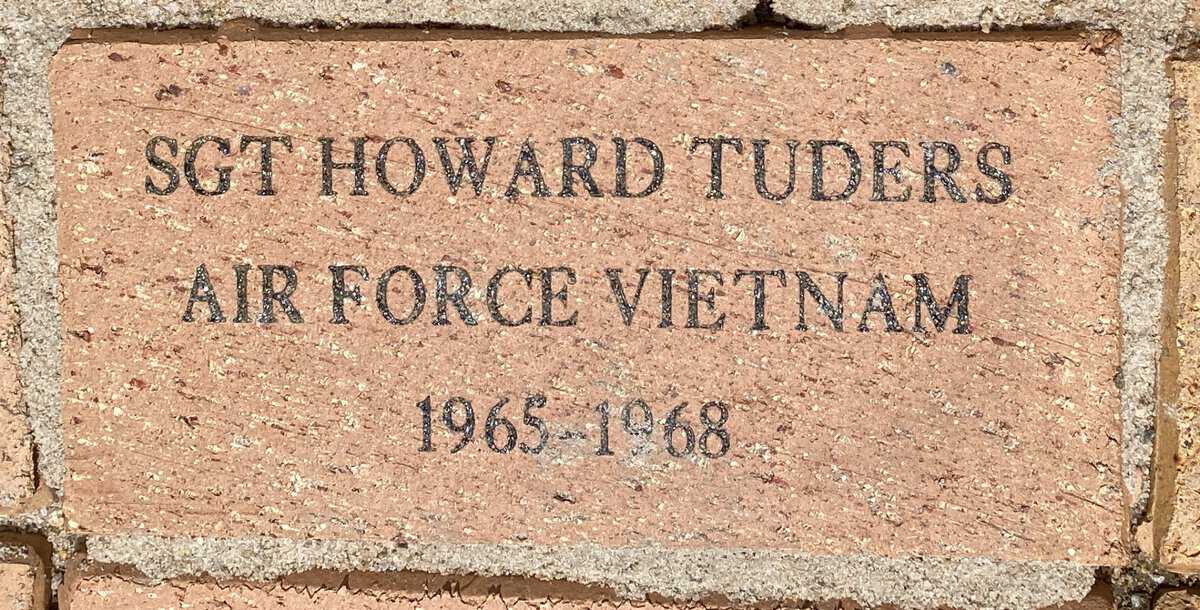 SGT HOWARD TUDERS
AIR FORCE VIETNAM
1965-1968